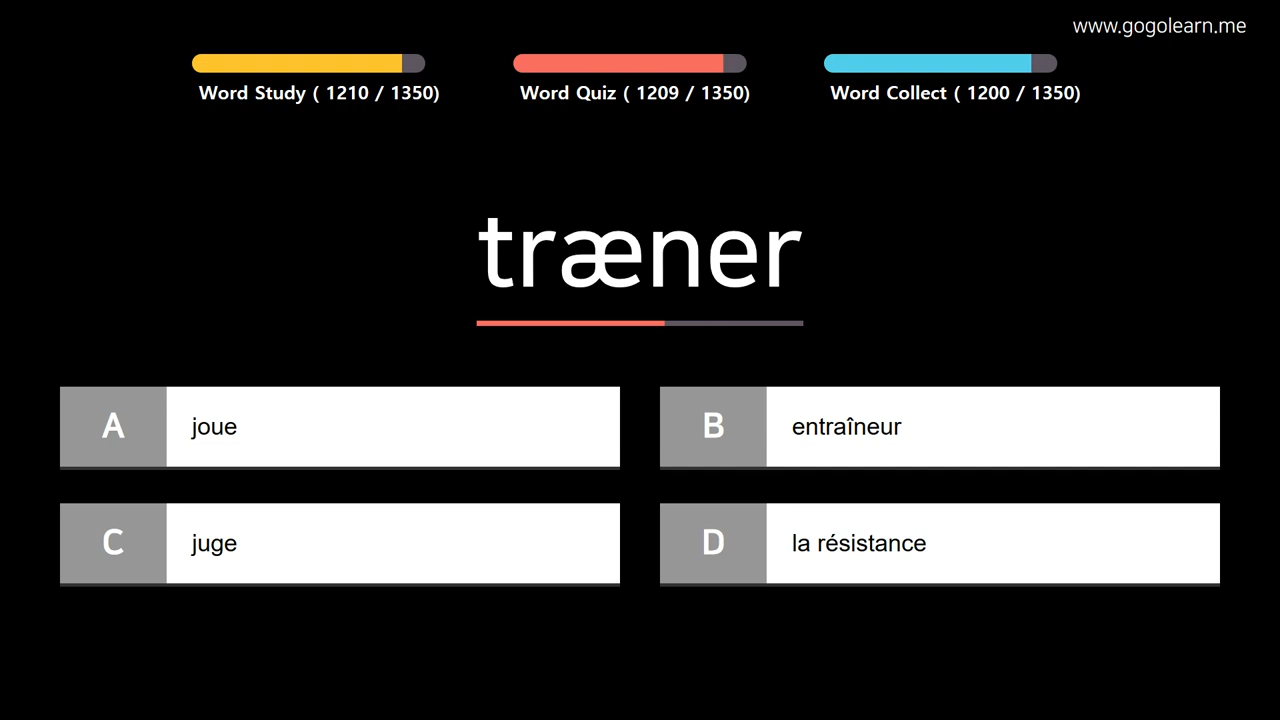 www.gogolearn.me
Word Study ( 1210 / 1350)
Word Quiz ( 1209 / 1350)
Word Collect ( 1200 / 1350)
træner
A joue
B entraîneur
C juge
D la résistance